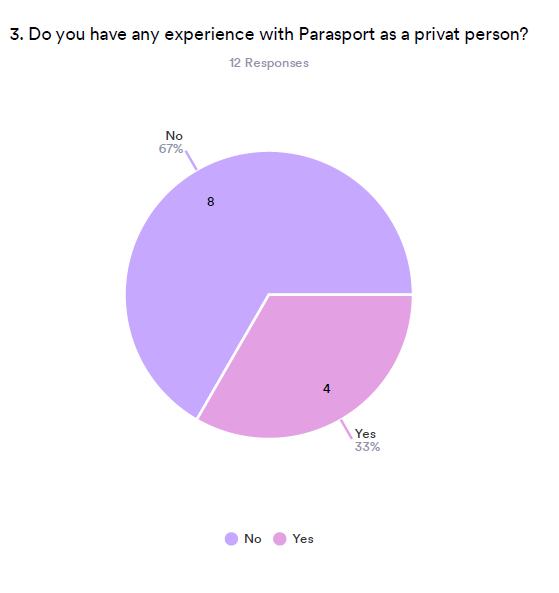 3. Do you have any experience with Parasport as a privat person?
12 Responses
No
67%
8
4
Yes
33%
No Yes